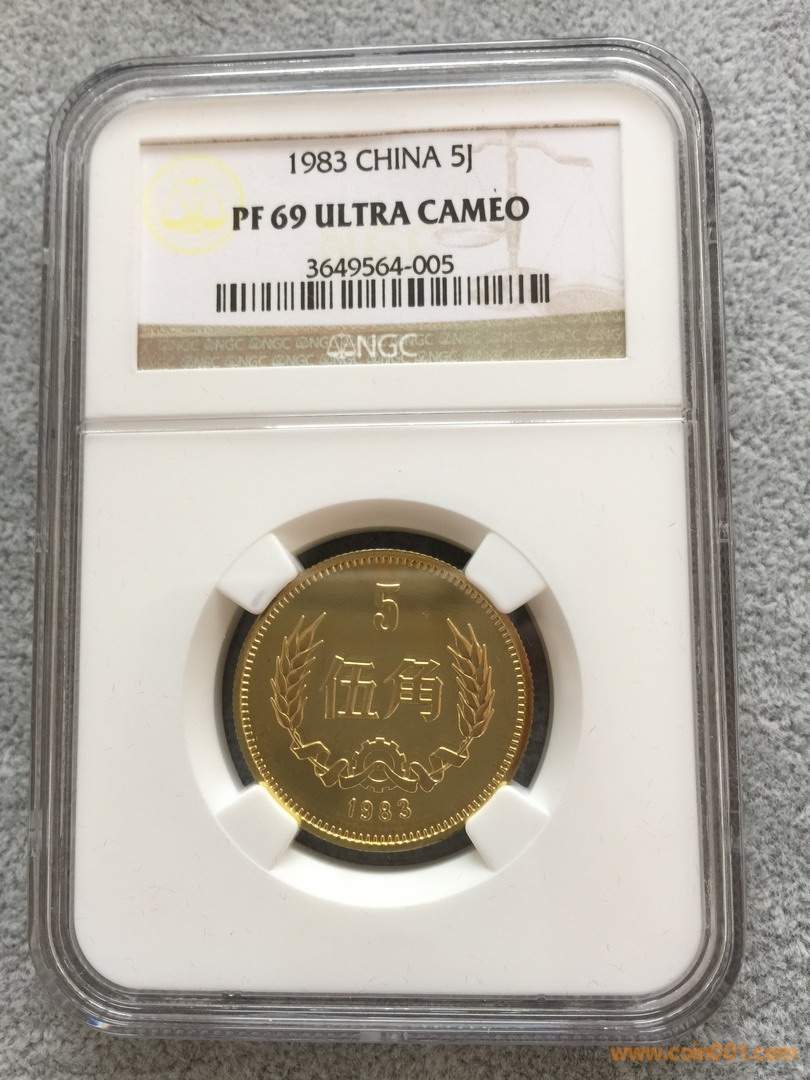 1983 CHINA 5J
PF 69 ULTRA CAMEO
3649564-005
NGC
5
伍角
1983
www.coin001.com